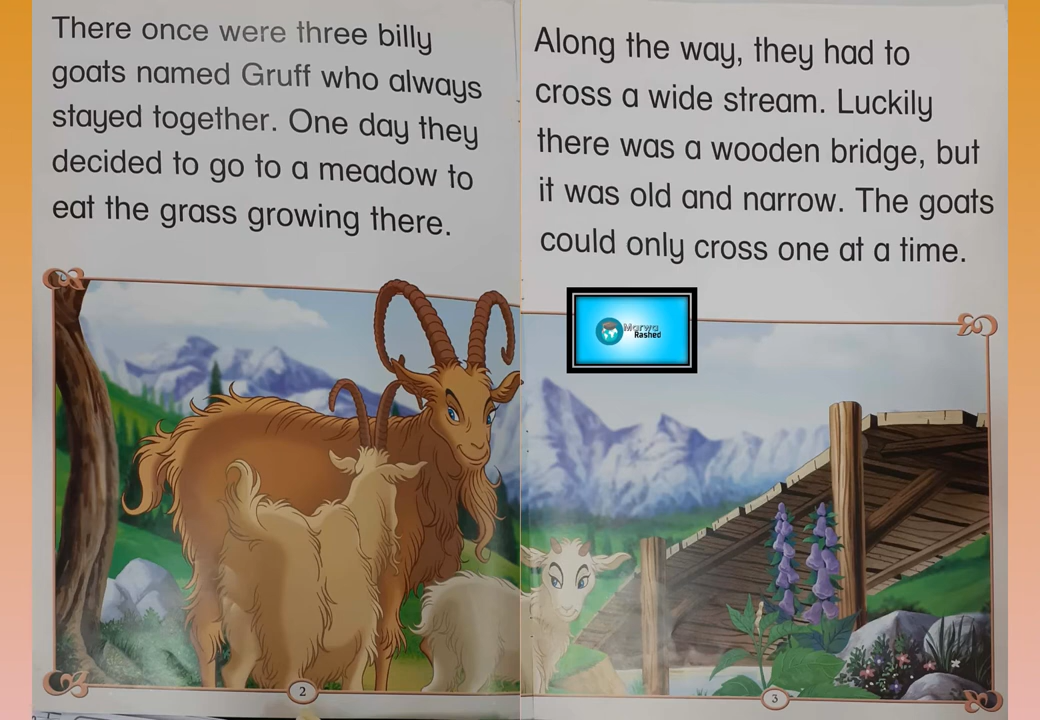 There once were three billy
goats named Gruff who always
stayed together. One day they
decided to go to a meadow to
eat the grass growing there.
2
Along the way, they had to
cross a wide stream. Luckily
there was a wooden bridge, but
it was old and narrow. The goats
could only cross one at a time.
Marwa
Rashed
3